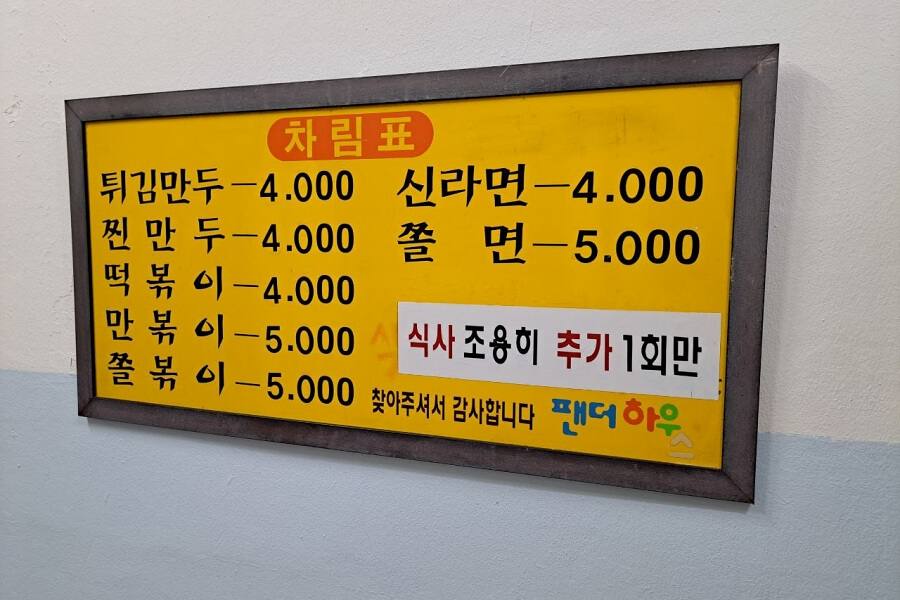 차림표
튀김만두-4.000
찐만두-4.000
떡볶이-4.000
만볶이-5.000
쫄볶이-5.000
신라면-4.000
쫄면-5.000
식사 조용히 추가 1회만
찾아주셔서 감사합니다
팬더하우스